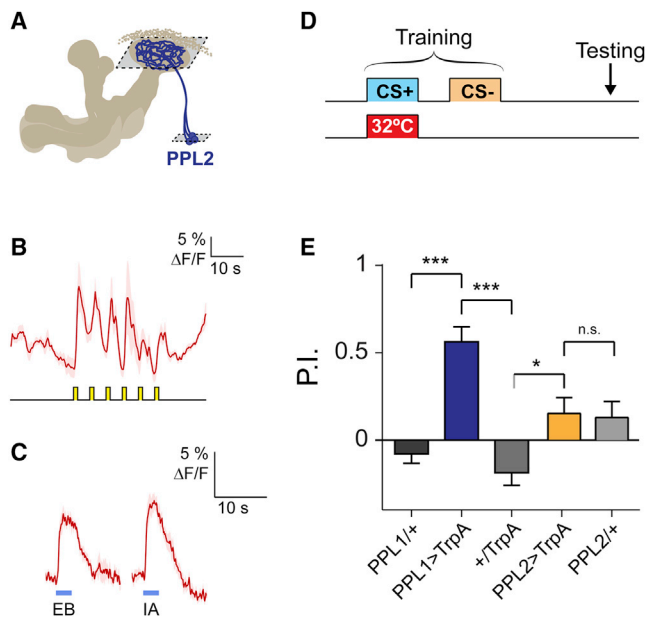 A
PPL2
B
5 %
ΔF/F
10 s
C
5 %
ΔF/F
10 s
EB
IA
D
Training
Testing
CS+
CS-
32ºC
E
P.I.
1
0.5
0
***
***
*
n.s.
PPL1/+
PPL1>TrpA
+/TrpA
PPL2>TrpA
PPL2/+